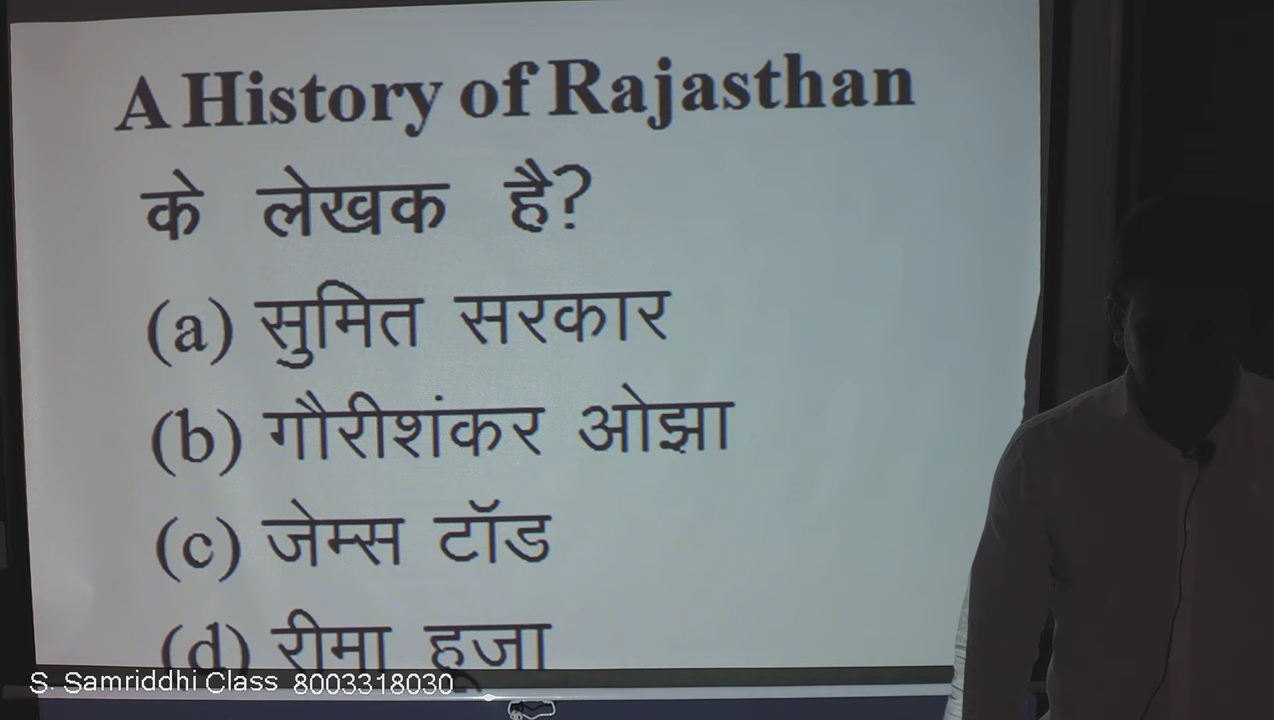 A History of Rajasthan
के लेखक है?
(a) सुमित सरकार
(b) गौरीशंकर ओझा
(c) जेम्स टॉड
(d) रीमा हूजा
S. Samriddhi Class 8003318030